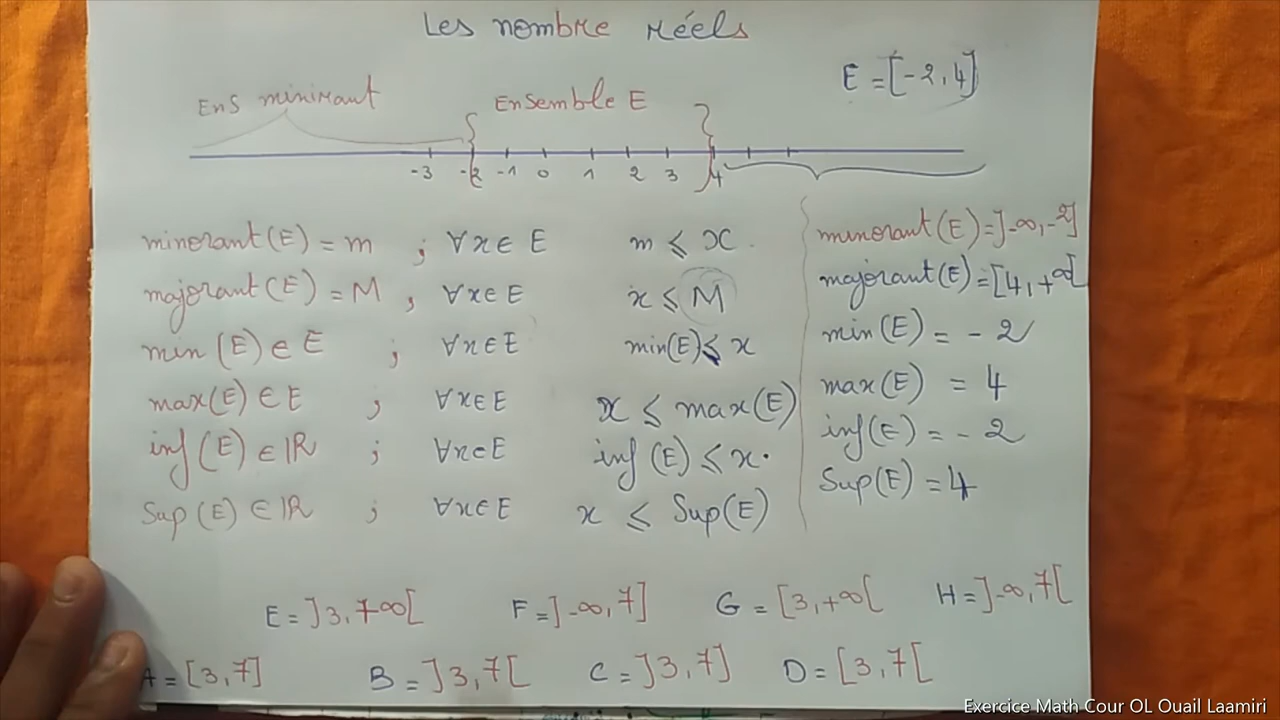 Les nombre réels
E = [-2, 4]
Ens minirant Ensemble E
-3 -2 -1 0 1 2 3 4
minorant(E) = m ; ∀x∈E m ≤ x
majorant(E) = M , ∀x∈E x ≤ M
min(E) ∈ E ; ∀x∈E min(E) ≤ x
max(E) ∈ E ; ∀x∈E x ≤ max(E)
inf(E) ∈ ℝ ; ∀x∈E inf(E) ≤ x.
Sup(E) ∈ ℝ ; ∀x∈E x ≤ Sup(E)
minorant(E) = ]-∞, -2]
majorant(E) = [4, +∞[
min(E) = -2
max(E) = 4
inf(E) = -2
Sup(E) = 4
E = ]3, +∞[ F = ]-∞, 7] G = [3, +∞[ H = ]-∞, 7[
A = [3, 7] B = ]3, 7[ C = ]3, 7] D = [3, 7[
Exercice Math Cour OL Ouail Laamiri